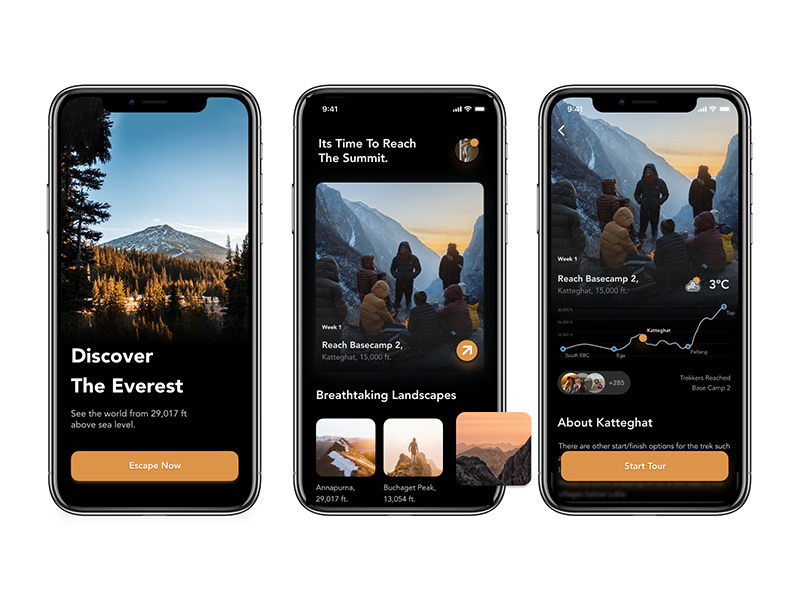 Discover
The Everest
See the world from 29,017 ft
above sea level.
Escape Now
9:41
Its Time To Reach
The Summit.
Week 1
Reach Basecamp 2,
Katteghat, 15,000 ft.
Breathtaking Landscapes
Annapurna,
29,017 ft.
Buchaget Peak,
13,054 ft.
9:41
Week 1
Reach Basecamp 2,
Katteghat, 15,000 ft.
3°C
Top
Katteghat
South EBC
Ege
Paltang
+285
Trekkers Reached
Base Camp 2
About Katteghat
There are other start/finish options for the trek such
Start Tour